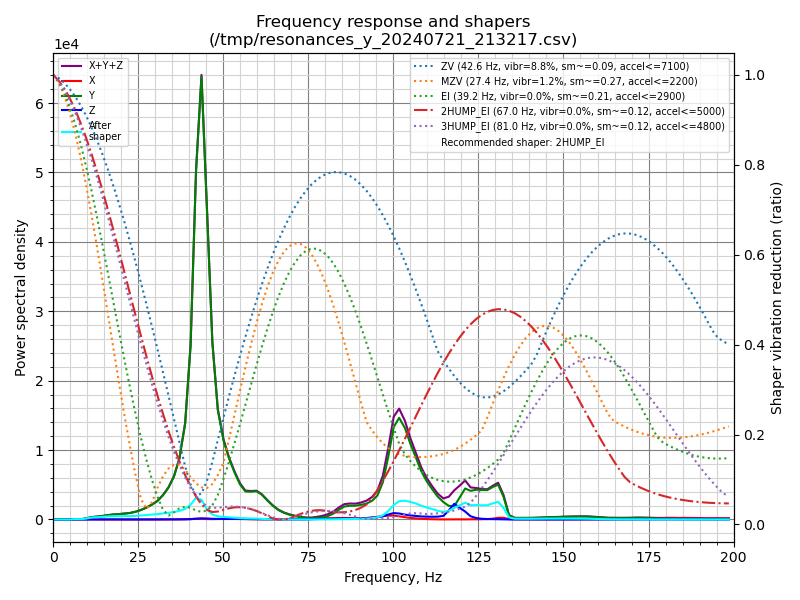 Frequency response and shapers
(/tmp/resonances_y_20240721_213217.csv)
1e4
X+Y+Z
X
Y
Z
After
shaper
ZV (42.6 Hz, vibr=8.8%, sm~=0.09, accel<=7100)
MZV (27.4 Hz, vibr=1.2%, sm~=0.27, accel<=2200)
EI (39.2 Hz, vibr=0.0%, sm~=0.21, accel<=2900)
2HUMP_EI (67.0 Hz, vibr=0.0%, sm~=0.12, accel<=5000)
3HUMP_EI (81.0 Hz, vibr=0.0%, sm~=0.12, accel<=4800)
Recommended shaper: 2HUMP_EI
6
5
4
3
2
1
0
Power spectral density
1.0
0.8
0.6
0.4
0.2
0.0
Shaper vibration reduction (ratio)
0 25 50 75 100 125 150 175 200
Frequency, Hz